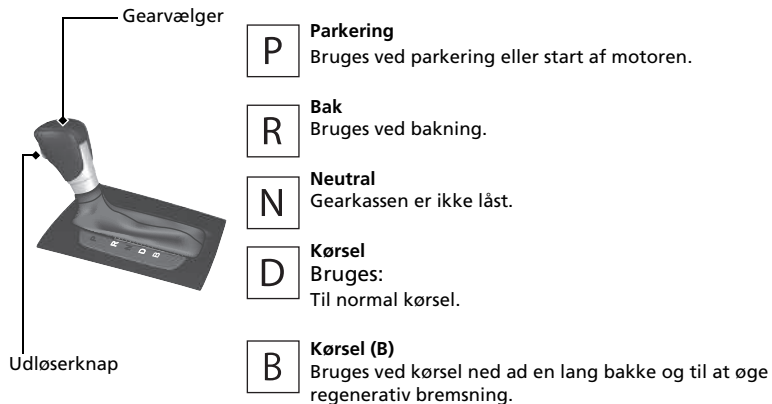 Gearvælger
P
Parkering
Bruges ved parkering eller start af motoren.
R
Bak
Bruges ved bakning.
N
Neutral
Gearkassen er ikke låst.
D
Kørsel
Bruges:
Til normal kørsel.
B
Kørsel (B)
Bruges ved kørsel ned ad en lang bakke og til at øge
regenerativ bremsning.
Udløserknap
P
R
N
D
B